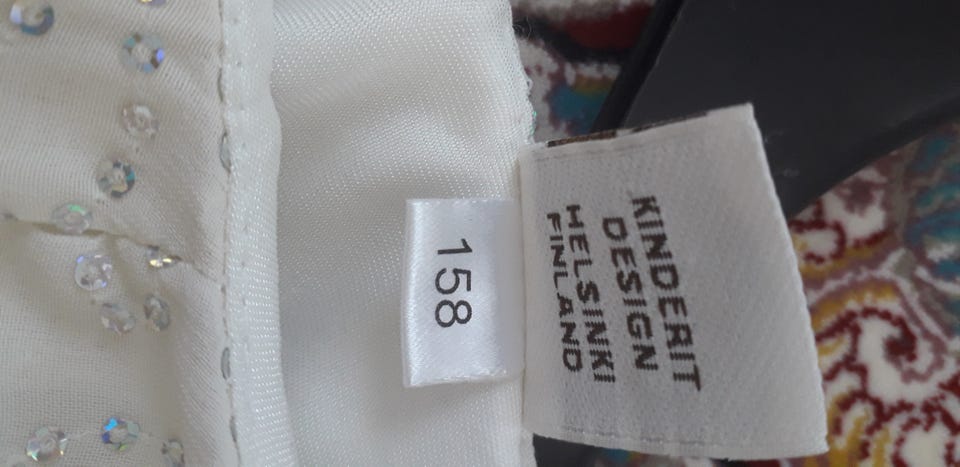 KINDERIT
DESIGN
HELSINKI
FINLAND
158